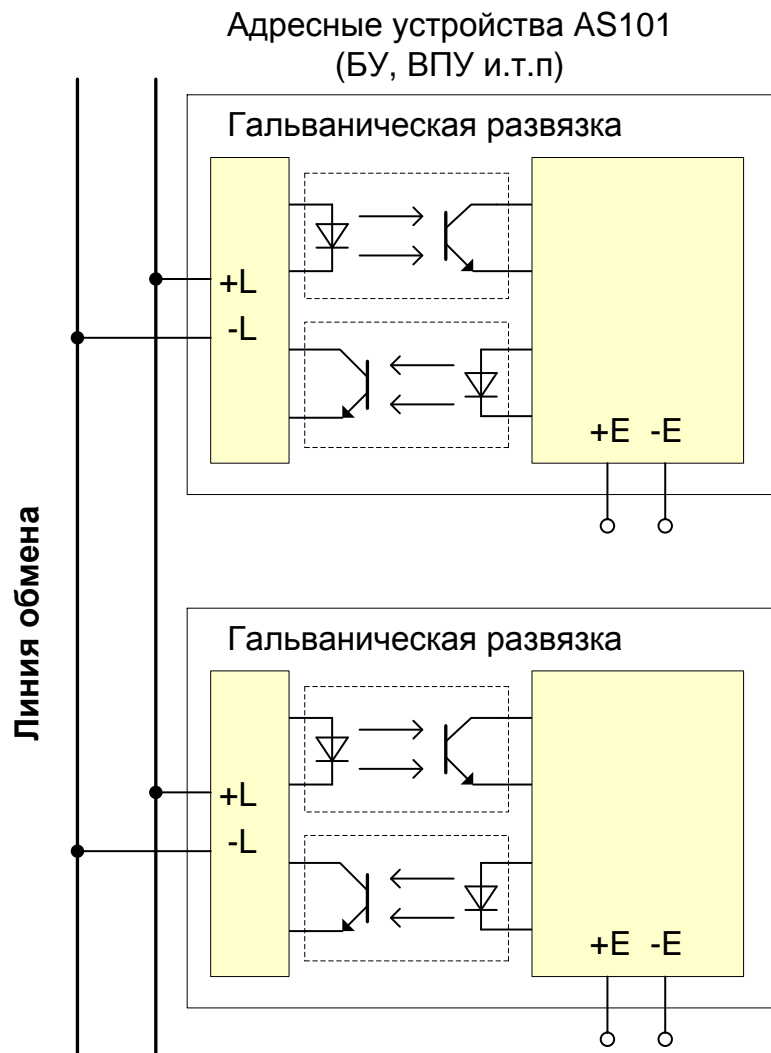 Адресные устройства AS101
(БУ, ВПУ и.т.п)
Гальваническая развязка
+L
-L
+E -E
Линия обмена
Гальваническая развязка
+L
-L
+E -E